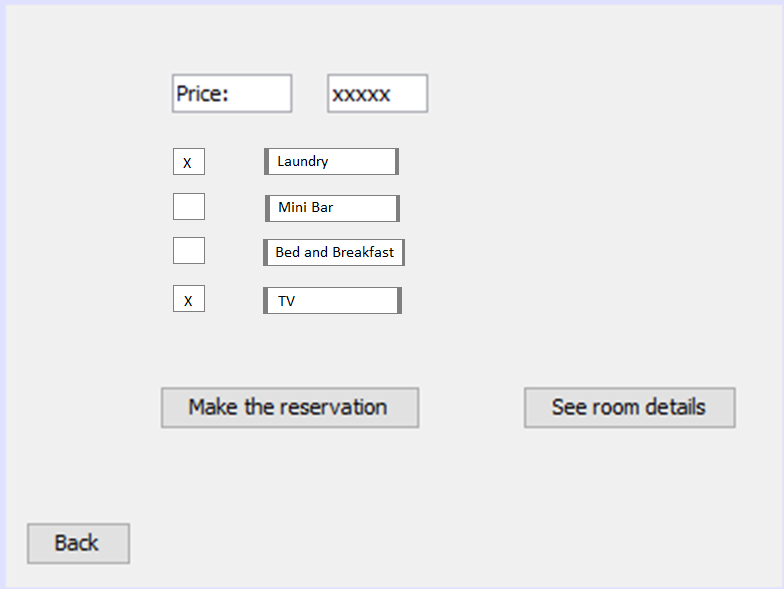 Price: xxxxx
X Laundry
Mini Bar
Bed and Breakfast
X TV
Make the reservation See room details
Back